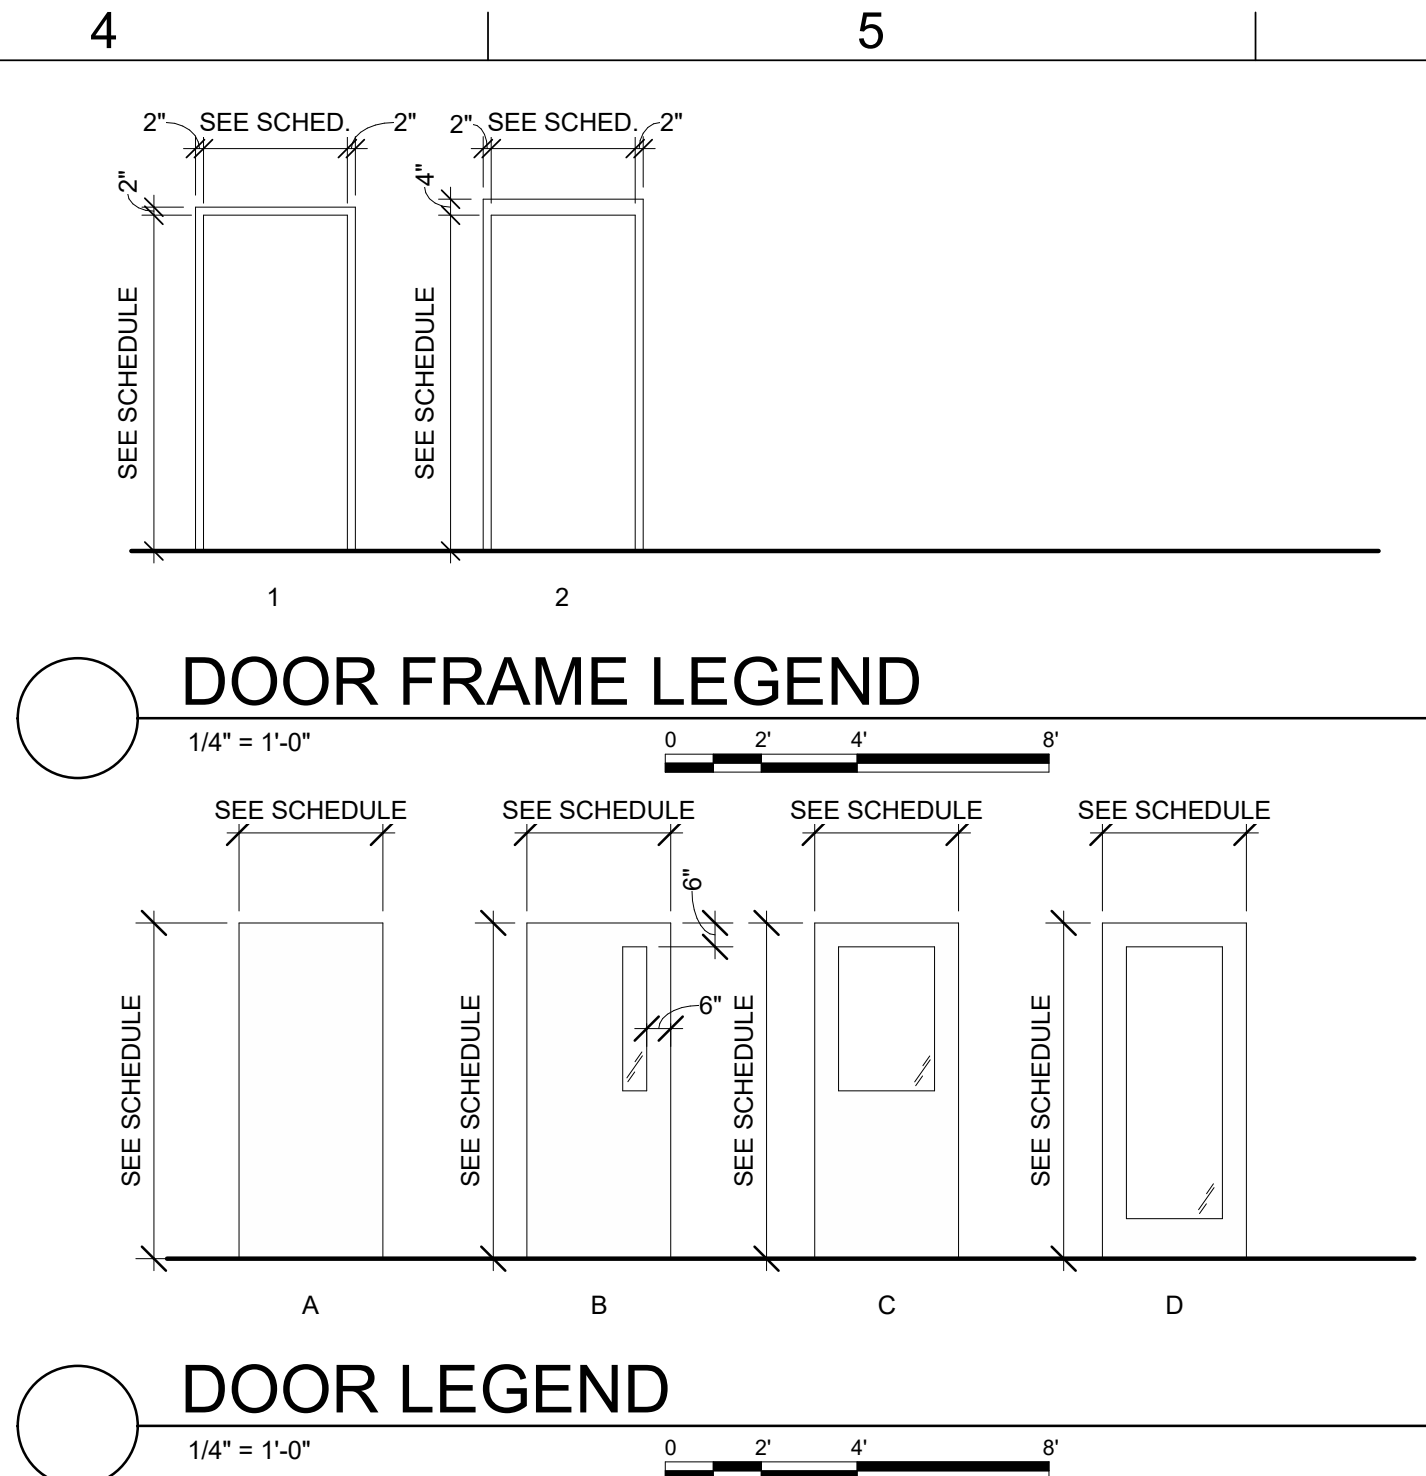 4 5
2" SEE SCHED. 2" 2" SEE SCHED. 2"
2" 4"
SEE SCHEDULE SEE SCHEDULE
1 2
DOOR FRAME LEGEND
1/4" = 1'-0" 0 2' 4' 8'
SEE SCHEDULE SEE SCHEDULE SEE SCHEDULE SEE SCHEDULE
6"
6"
SEE SCHEDULE SEE SCHEDULE SEE SCHEDULE SEE SCHEDULE
A B C D
DOOR LEGEND
1/4" = 1'-0" 0 2' 4' 8'